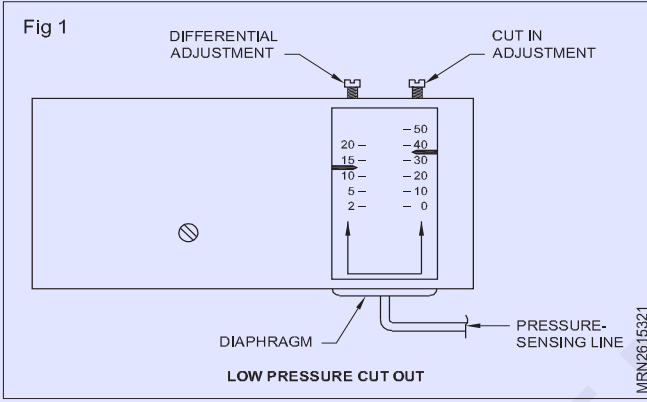 Fig 1
DIFFERENTIAL
ADJUSTMENT
CUT IN
ADJUSTMENT
50
20 40
15 30
10 20
5 10
2 0
DIAPHRAGM
PRESSURE-
SENSING LINE
LOW PRESSURE CUT OUT
MRN2615321